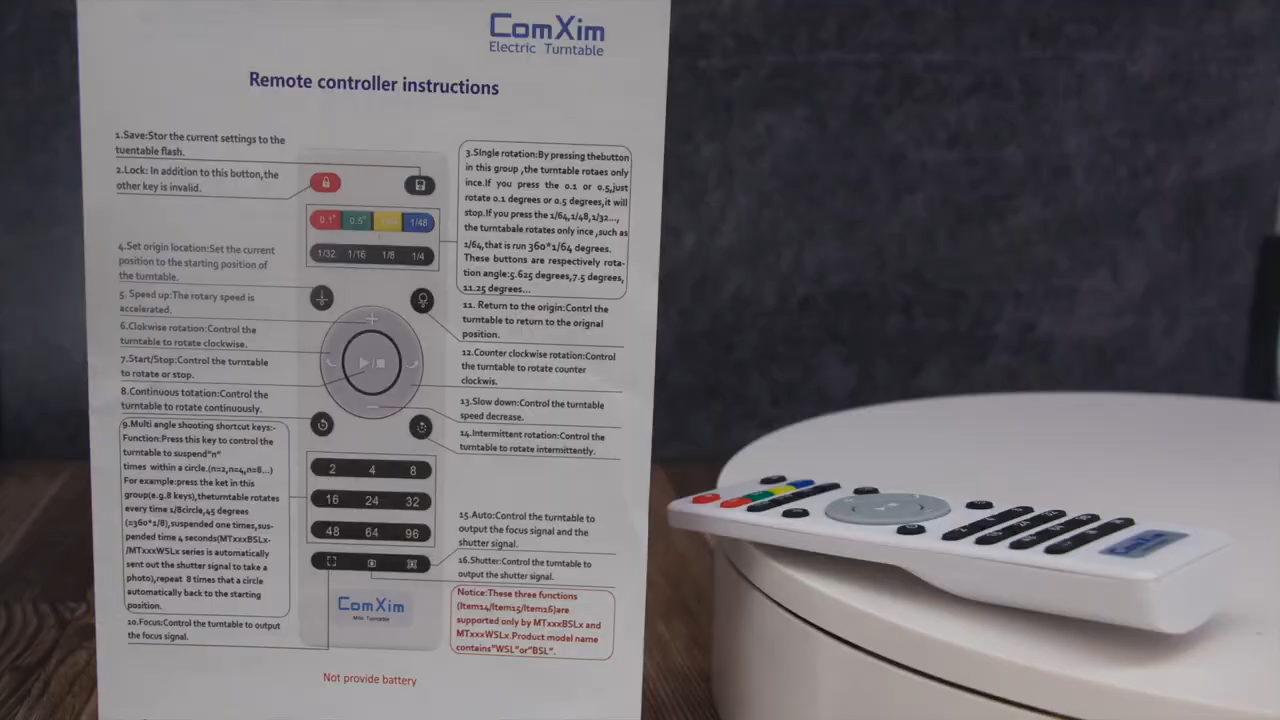 ComXim
Electric Turntable
Remote controller instructions
1.Save:Stor the current settings to the
tuentable flash.
2.Lock: In addition to this button,the
other key is invalid.
4.Set origin location:Set the current
position to the starting position of
the turntable.
5. Speed up:The rotary speed is
accelerated.
6.Clokwise rotation:Control the
turntable to rotate clockwise.
7.Start/Stop:Control the turntable
to rotate or stop.
8.Continuous totation:Control the
turntable to rotate continuously.
9.Multi angle shooting shortcut keys:-
Function:Press this key to control the
turntable to suspend"n"
times within a circle.(n=2,n=4,n=8...)
For example:press the ket in this
group(e.g.8 keys),theturntable rotates
every time 1/8circle,45 degrees
(=360*1/8),suspended one times,sus-
pended time 4 seconds(MTxxxBSLx-
/MTxxxWSLx series is automatically
sent out the shutter signal to take a
photo),repeat 8 times that a circle
automatically back to the starting
position.
10.Focus:Control the turntable to output
the focus signal.
0.1° 0.5° 1/48
1/32 1/16 1/8 1/4
2 4 8
16 24 32
48 64 96
ComXim
Mini Turntable
3.SIngle rotation:By pressing thebutton
in this group ,the turntable rotaes only
ince.If you press the 0.1 or 0.5,just
rotate 0.1 degrees or 0.5 degrees,it will
stop.If you press the 1/64,1/48,1/32...,
the turntabale rotates only ince ,such as
1/64,that is run 360*1/64 degrees.
These buttons are respectively rota-
tion angle:5.625 degrees,7.5 degrees,
11.25 degrees...
11. Return to the origin:Contrl the
turntable to return to the orignal
position.
12.Counter clockwise rotation:Control
the turntable to rotate counter
clockwis.
13.Slow down:Control the turntable
speed decrease.
14.Intermittent rotation:Control the
turntable to rotate intermittently.
15.Auto:Control the turntable to
output the focus signal and the
shutter signal.
16.Shutter:Control the turntable to
output the shutter signal.
Notice:These three functions
(Item14/Item15/Item16)are
supported only by MTxxxBSLx and
MTxxxWSLx.Product model name
contains"WSL"or"BSL".
Not provide battery
ComXim